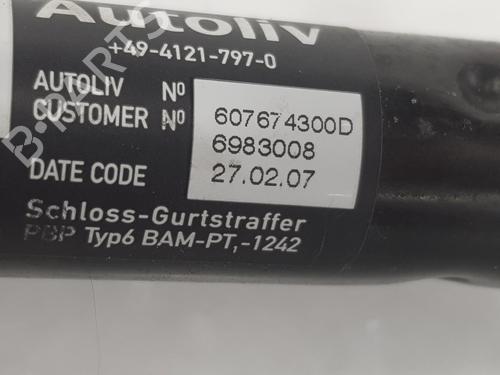 Autoliv
+49-4121-797-0
AUTOLIV Nº 607674300D
CUSTOMER Nº 6983008
DATE CODE 27.02.07
Schloss-Gurtstraffer
PBP Typ6 BAM-PT,-1242
B-PARTS